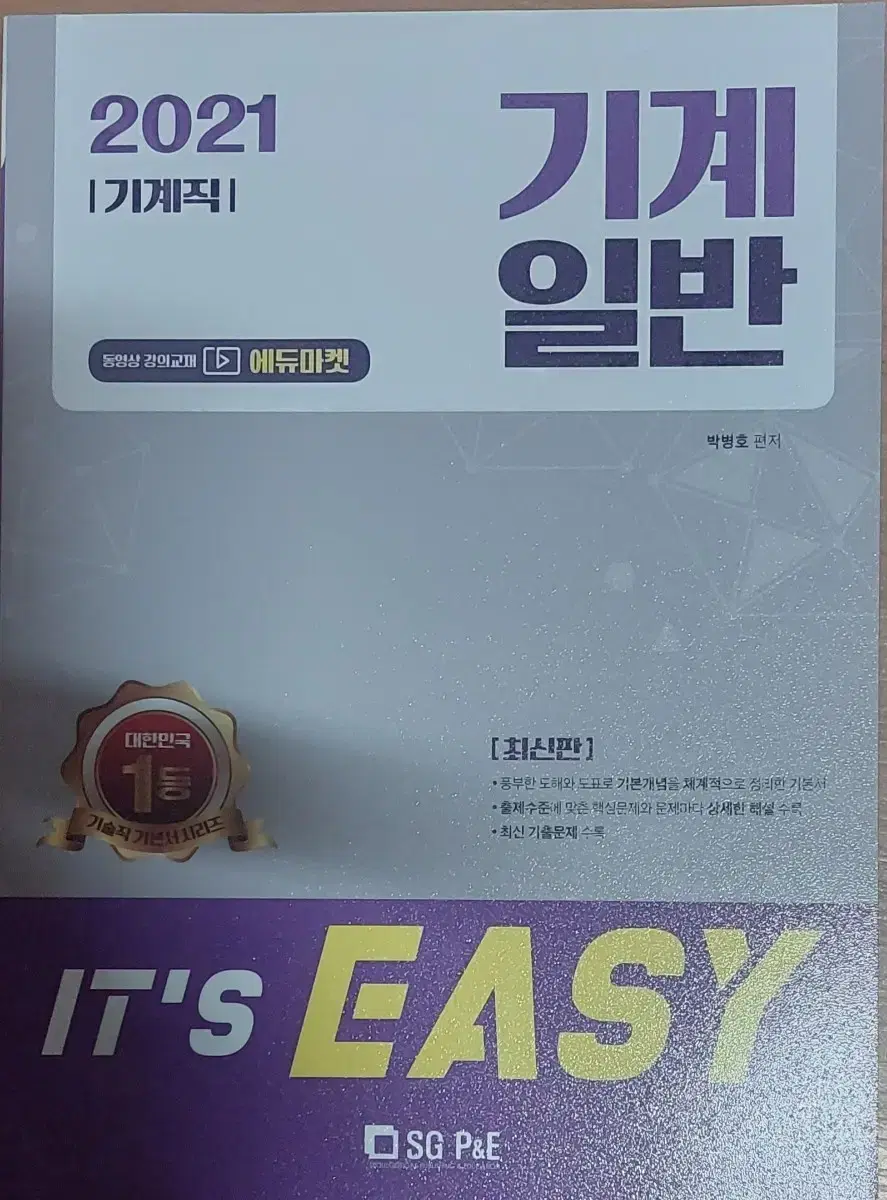 2021
|기계직|
기계
일반
동영상 강의교재 에듀마켓
박병호 편저
대한민국
1등
기술직 기본서 시리즈
[최신판]
• 풍부한 도해와 도표로 기본개념을 체계적으로 정리한 기본서
• 출제수준에 맞춘 핵심문제와 문제마다 상세한 해설 수록
• 최신 기출문제 수록
IT'S EASY
SG P&E